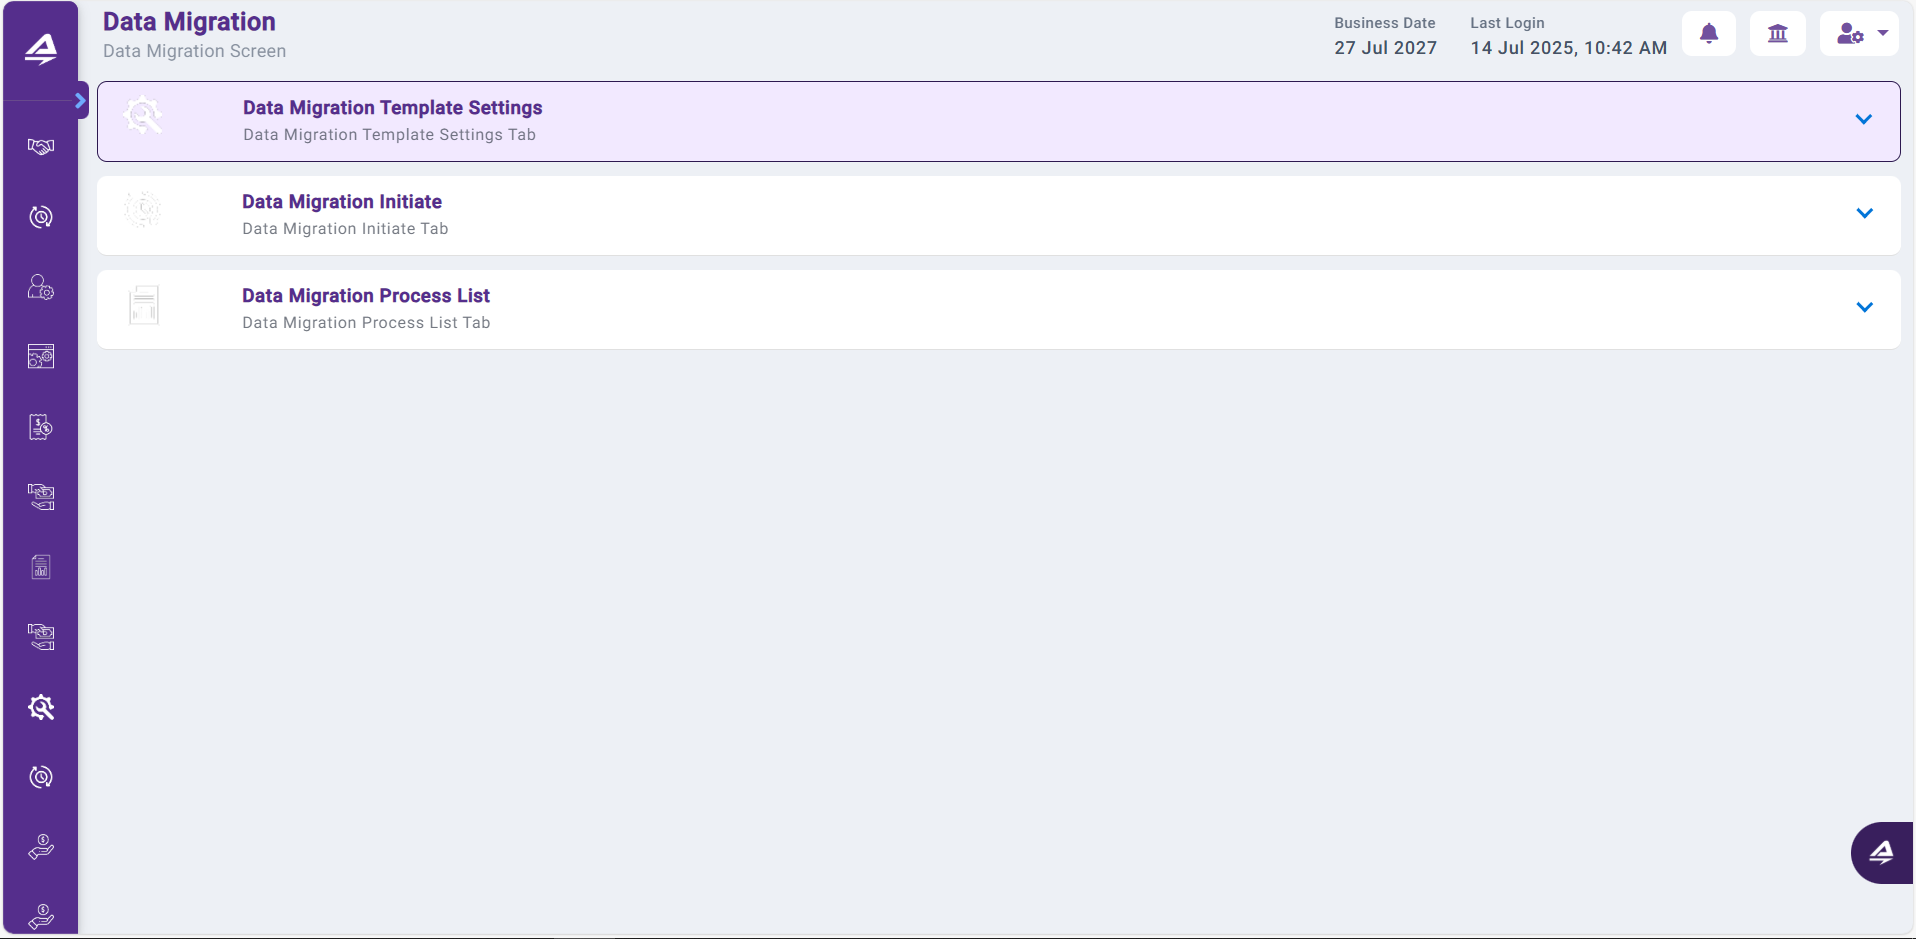 Data Migration
Data Migration Screen
Business Date
27 Jul 2027
Last Login
14 Jul 2025, 10:42 AM
Data Migration Template Settings
Data Migration Template Settings Tab
Data Migration Initiate
Data Migration Initiate Tab
Data Migration Process List
Data Migration Process List Tab